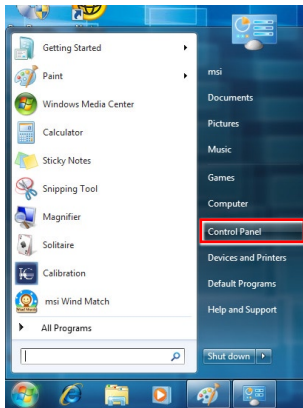 Getting Started
Paint
Windows Media Center
Calculator
Sticky Notes
Snipping Tool
Magnifier
Solitaire
Calibration
msi Wind Match
All Programs
msi
Documents
Pictures
Music
Games
Computer
Control Panel
Devices and Printers
Default Programs
Help and Support
Shut down